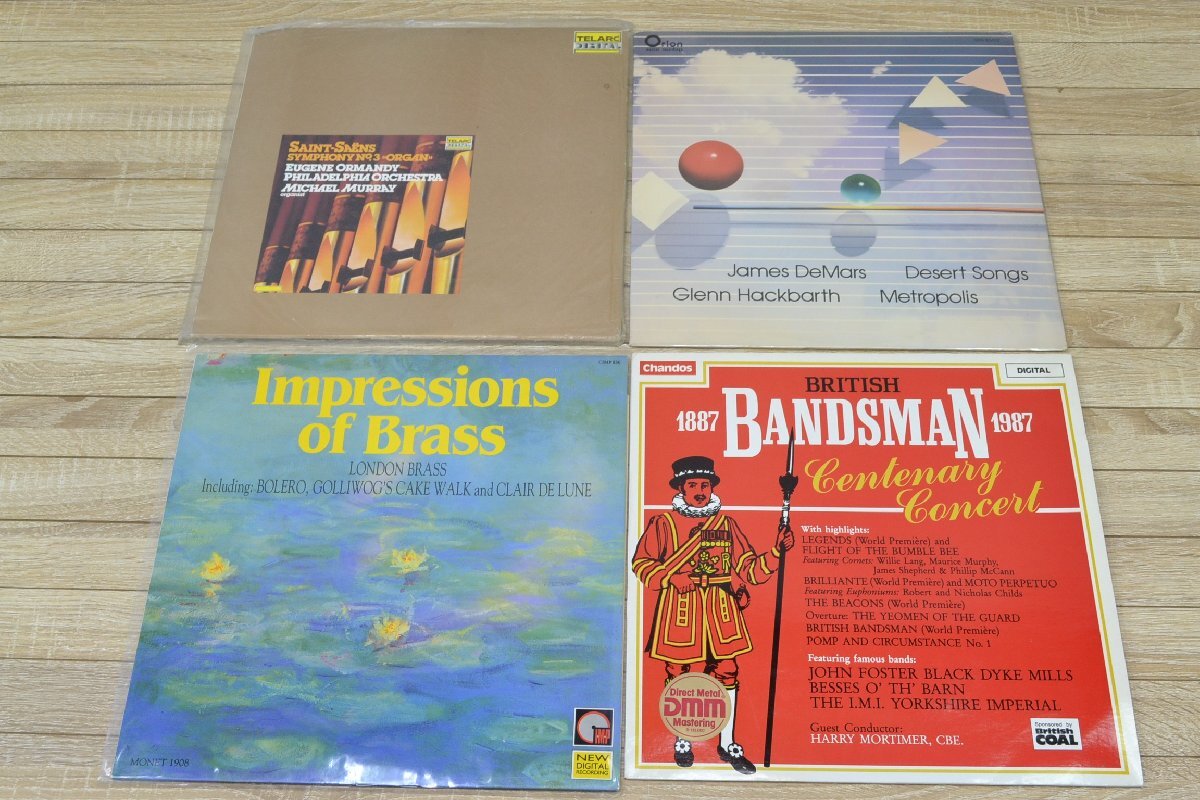 TELARC
DIGITAL
SAINT-SAËNS
SYMPHONY Nº3 «ORGAN»
EUGENE ORMANDY
PHILADELPHIA ORCHESTRA
MICHAEL MURRAY
organist
TELARC
Orion
James DeMars Desert Songs
Glenn Hackbarth Metropolis
Impressions
of Brass
LONDON BRASS
Including: BOLERO, GOLLIWOG'S CAKE WALK and CLAIR DE LUNE
MONET 1908
NEW
DIGITAL
RECORDING
Chandos
DIGITAL
BRITISH
1887 BANDSMAN 1987
Centenary
Concert
With highlights:
LEGENDS (World Première) and
FLIGHT OF THE BUMBLE BEE
Featuring Cornets: Willie Lang, Maurice Murphy,
James Shepherd & Phillip McCann
BRILLIANTE (World Première) and MOTO PERPETUO
Featuring Euphoniums: Robert and Nicholas Childs
THE BEACONS (World Première)
Overture: THE YEOMEN OF THE GUARD
BRITISH BANDSMAN (World Première)
POMP AND CIRCUMSTANCE No. 1
Featuring famous bands:
JOHN FOSTER BLACK DYKE MILLS
BESSES O' TH' BARN
THE I.M.I. YORKSHIRE IMPERIAL
Guest Conductor:
HARRY MORTIMER, CBE.
Direct Metal
DMM
Mastering
Sponsored by
British
COAL